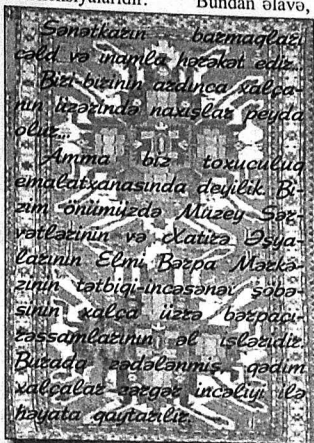 Bundan əlavə,
Sənətkarın barmaqları
cəld və inamla hərəkət edir.
Biri-birinin ardınca xalça-
nın üzərində naxışlar peyda
olur...
Amma biz toxuculuq
emalatxanasında deyilik. Bi-
zim önümüzdə Muzey Sər-
vətlərinin və Xatirə Əşya-
larının Elmi Bərpa Mərkə-
zinin tətbiqi-incəsənət şöbə-
sinin xalça üzrə bərpaçı-
rəssamlarının əl işləridir.
Burada zədələnmiş, qədim
xalçalar zərgər incəliyi ilə
həyata qaytarılır.